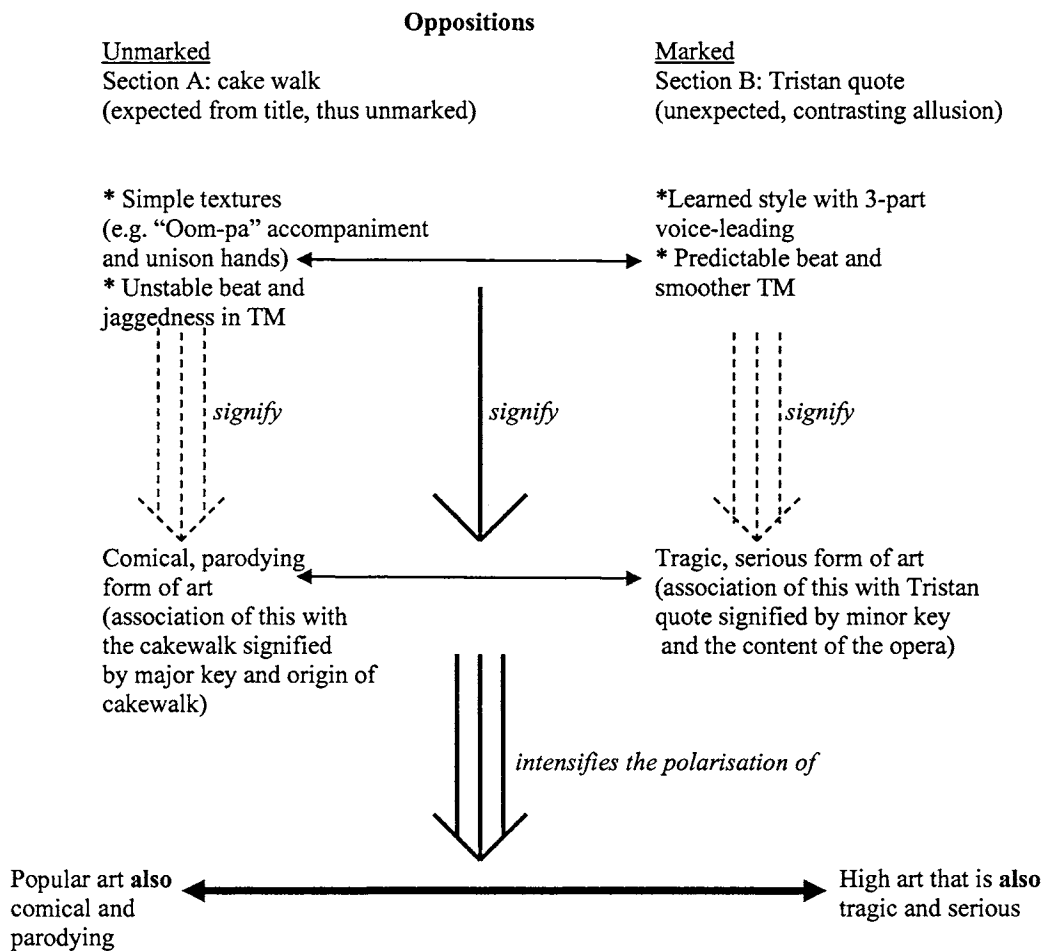 Oppositions
Unmarked
Section A: cake walk
(expected from title, thus unmarked)
Marked
Section B: Tristan quote
(unexpected, contrasting allusion)
* Simple textures
(e.g. “Oom-pa” accompaniment
and unison hands)
* Unstable beat and
jaggedness in TM
*Learned style with 3-part
voice-leading
* Predictable beat and
smoother TM
signify
signify
signify
Comical, parodying
form of art
(association of this with
the cakewalk signified
by major key and origin of
cakewalk)
Tragic, serious form of art
(association of this with Tristan
quote signified by minor key
and the content of the opera)
intensifies the polarisation of
Popular art also
comical and
parodying
High art that is also
tragic and serious